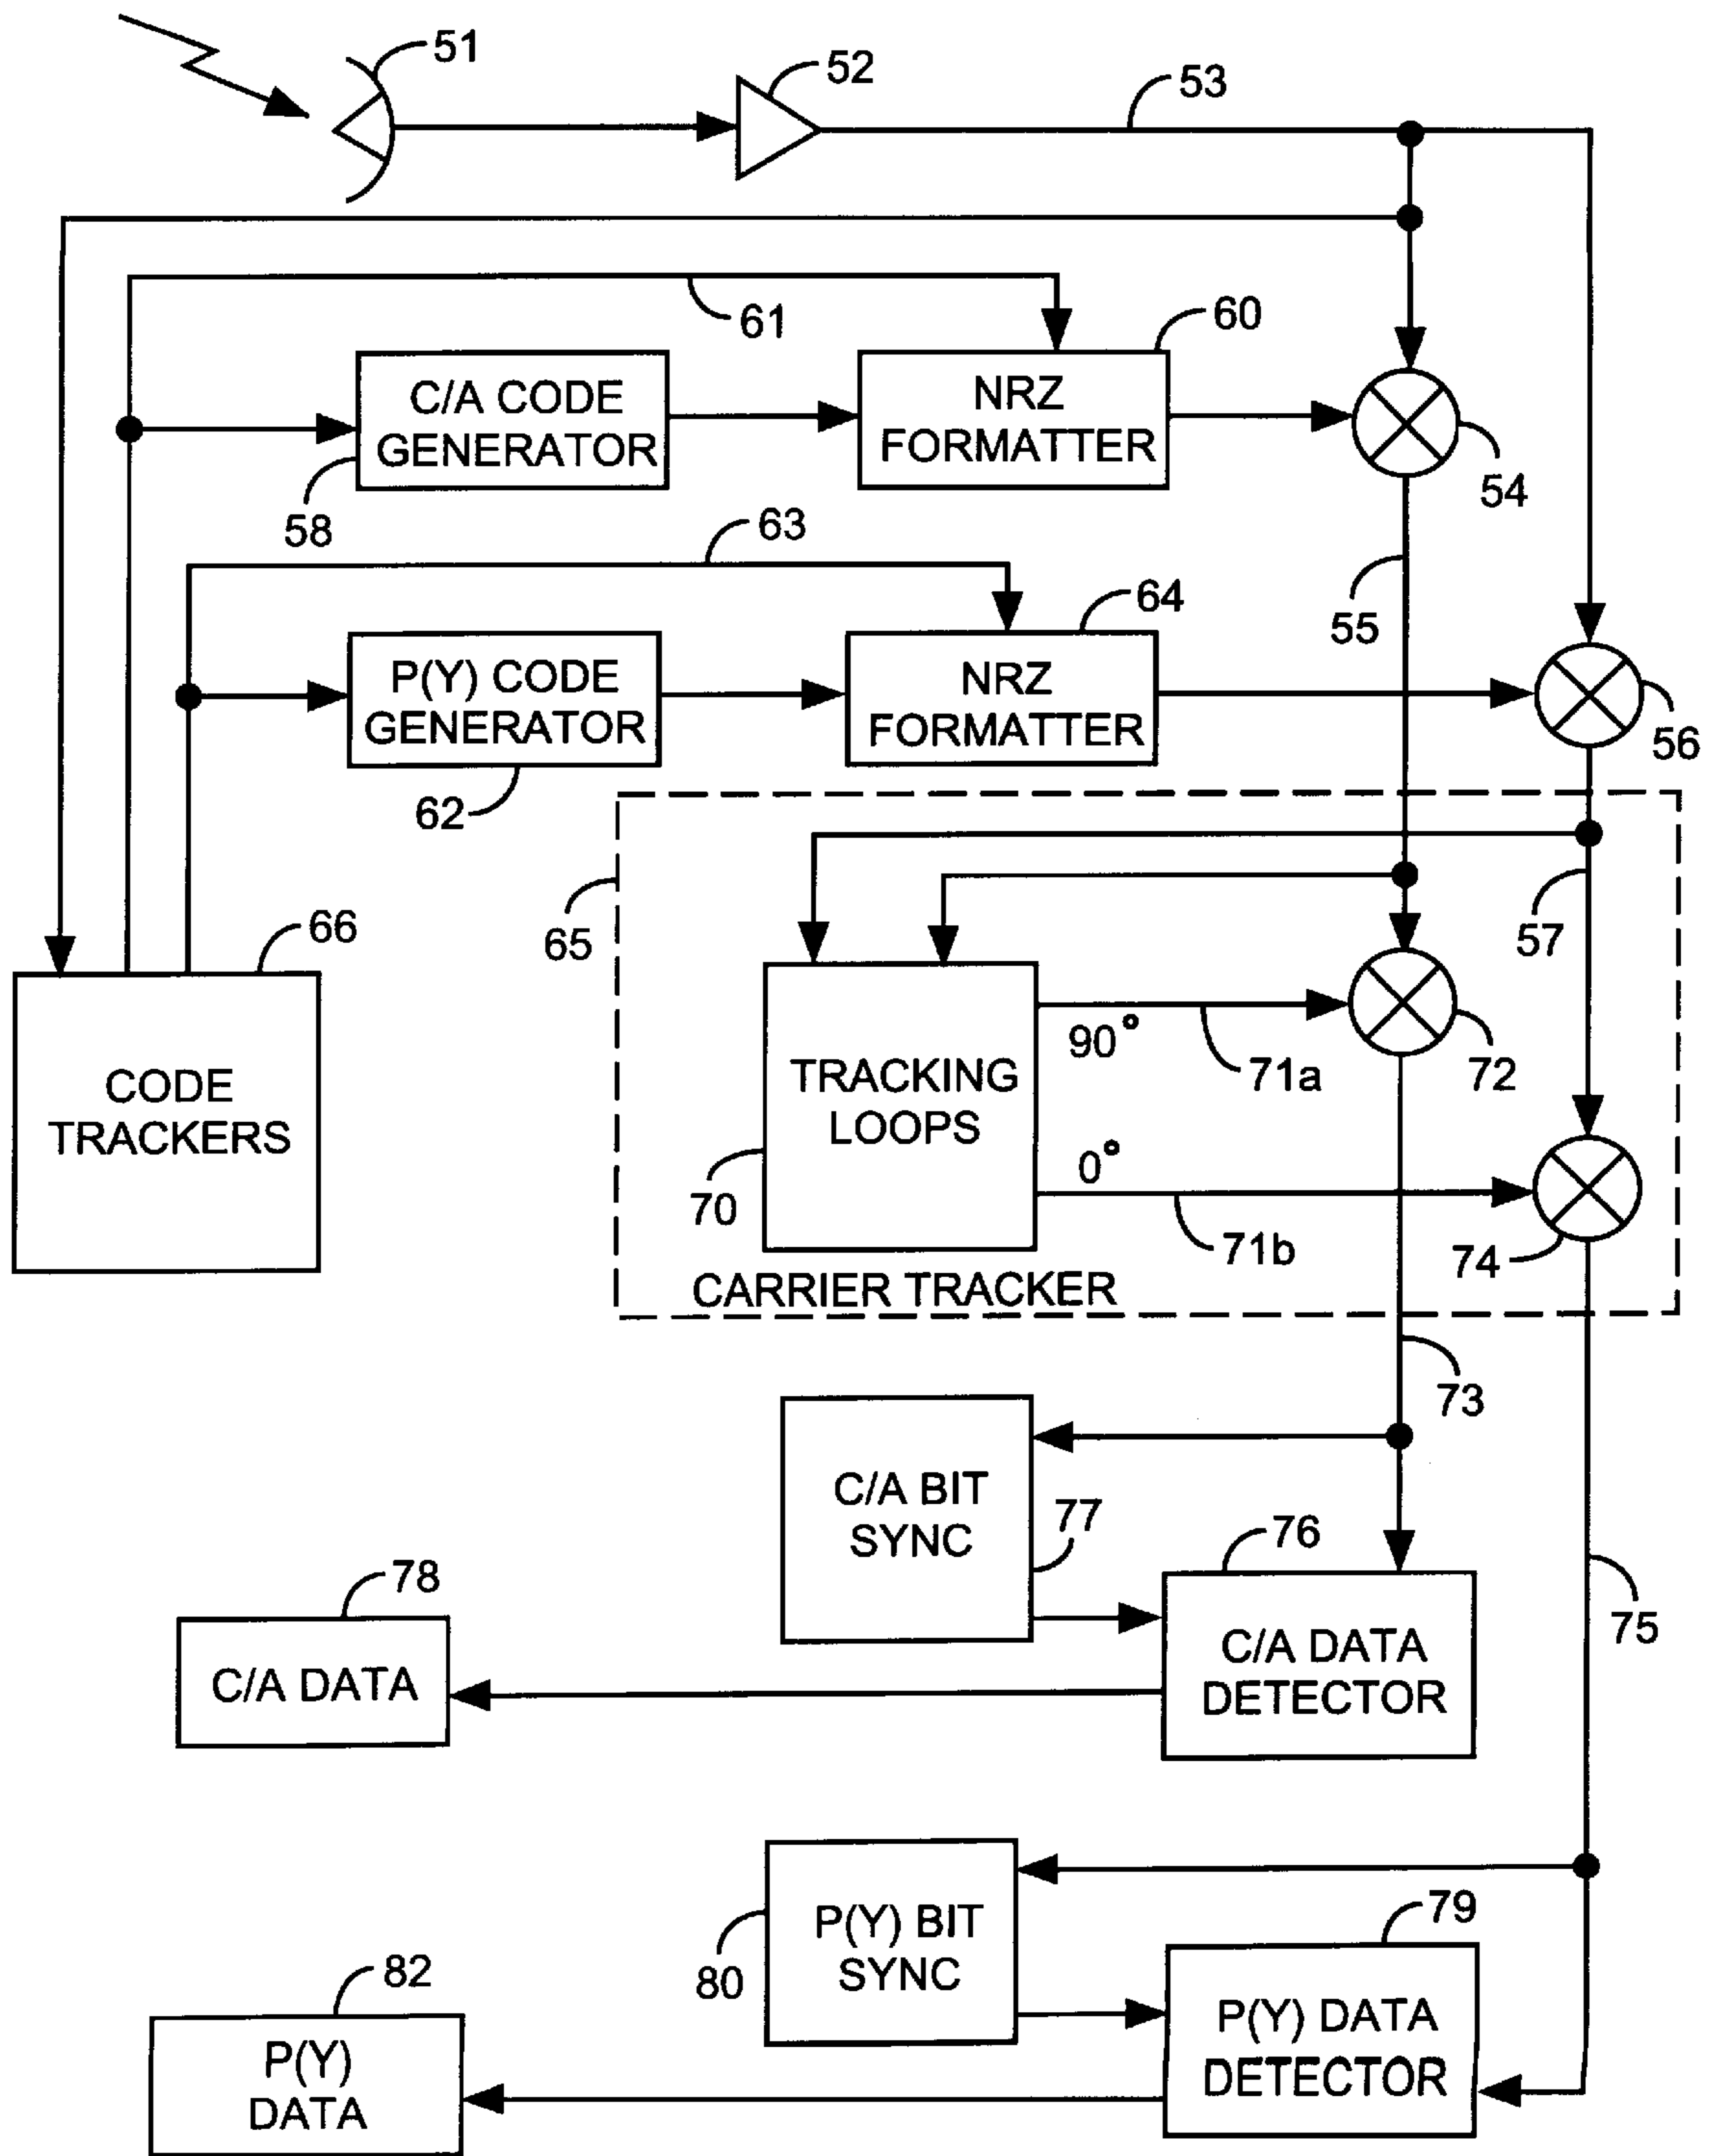 51
52
53
61
60
C/A CODE
GENERATOR
NRZ
FORMATTER
58
54
63
55
64
P(Y) CODE
GENERATOR
NRZ
FORMATTER
62
56
65
57
66
CODE
TRACKERS
TRACKING
LOOPS
90°
71a
72
0°
70
71b
74
CARRIER TRACKER
73
C/A BIT
SYNC
77
76
78
75
C/A DATA
C/A DATA
DETECTOR
79
P(Y) BIT
SYNC
80
82
P(Y) DATA
DETECTOR
P(Y)
DATA